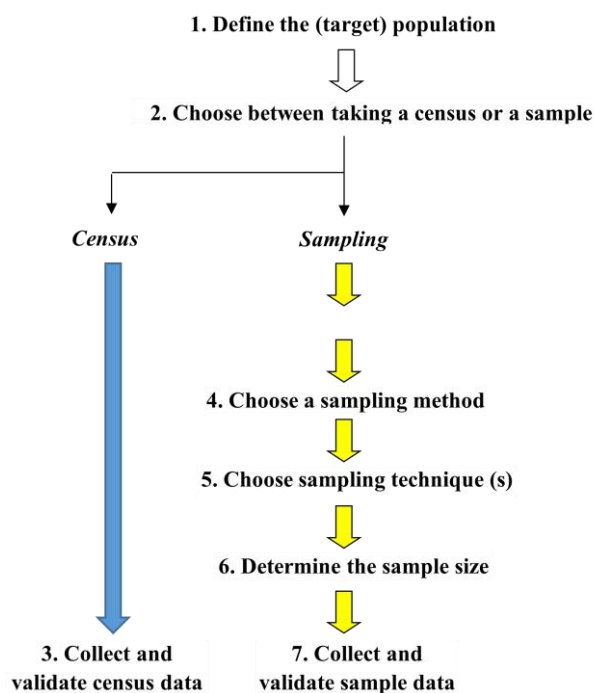 1. Define the (target) population
2. Choose between taking a census or a sample
Census
Sampling
4. Choose a sampling method
5. Choose sampling technique (s)
6. Determine the sample size
3. Collect and
validate census data
7. Collect and
validate sample data